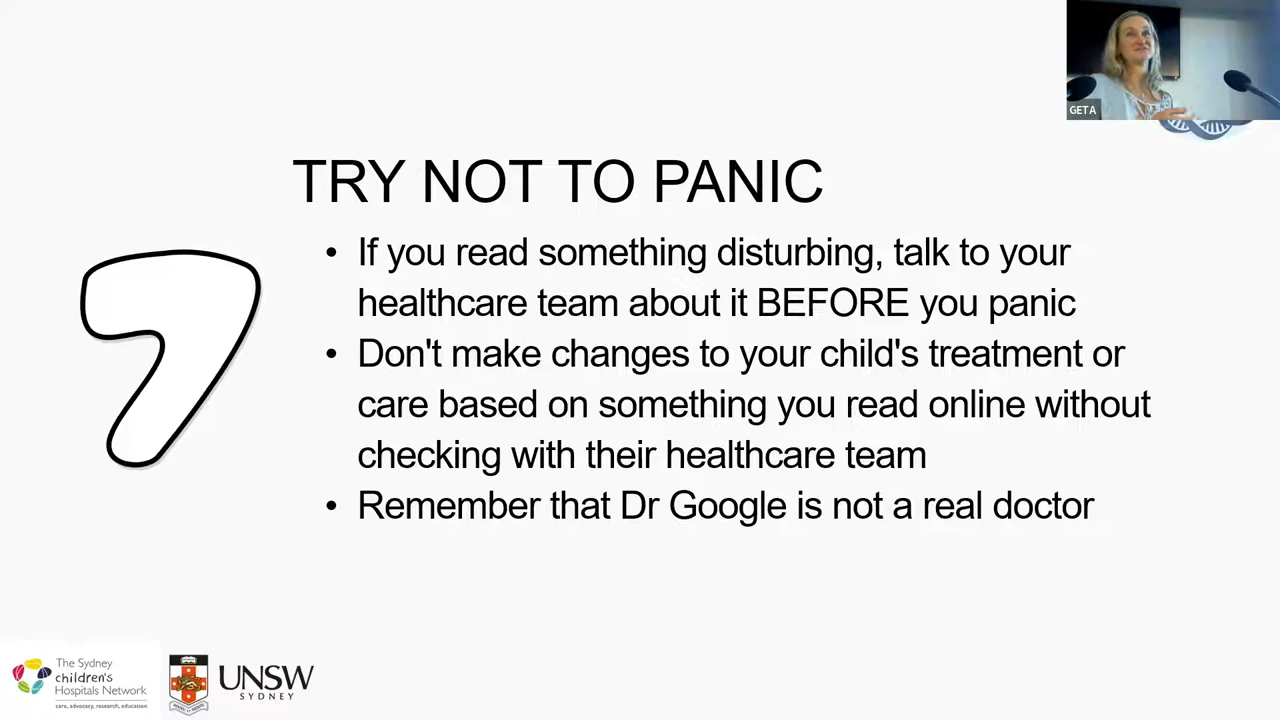 GETA
TRY NOT TO PANIC
7
• If you read something disturbing, talk to your
healthcare team about it BEFORE you panic
• Don't make changes to your child's treatment or
care based on something you read online without
checking with their healthcare team
• Remember that Dr Google is not a real doctor
The Sydney
children's
Hospitals Network
care, advocacy, research, education
UNSW
SYDNEY